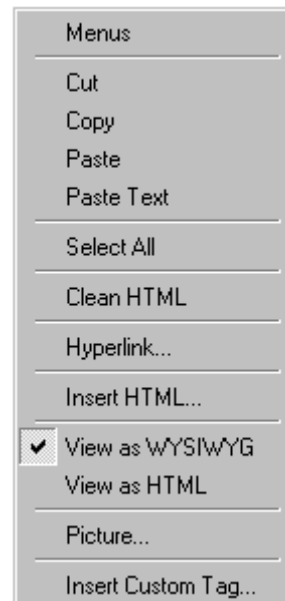 Menus
Cut
Copy
Paste
Paste Text
Select All
Clean HTML
Hyperlink...
Insert HTML...
View as WYSIWYG
View as HTML
Picture...
Insert Custom Tag...